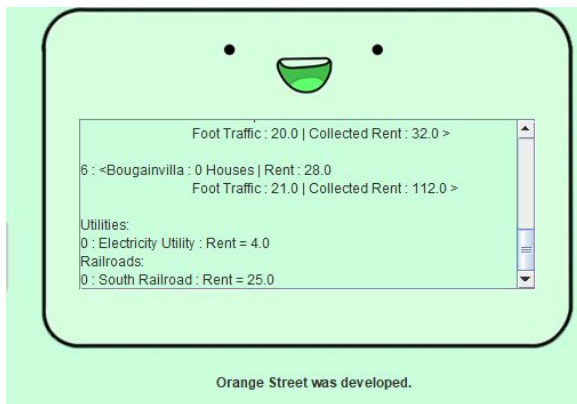 Foot Traffic : 20.0 | Collected Rent : 32.0 >
6 : <Bougainvilla : 0 Houses | Rent : 28.0
Foot Traffic : 21.0 | Collected Rent : 112.0 >
Utilities:
0 : Electricity Utility : Rent = 4.0
Railroads:
0 : South Railroad : Rent = 25.0
Orange Street was developed.